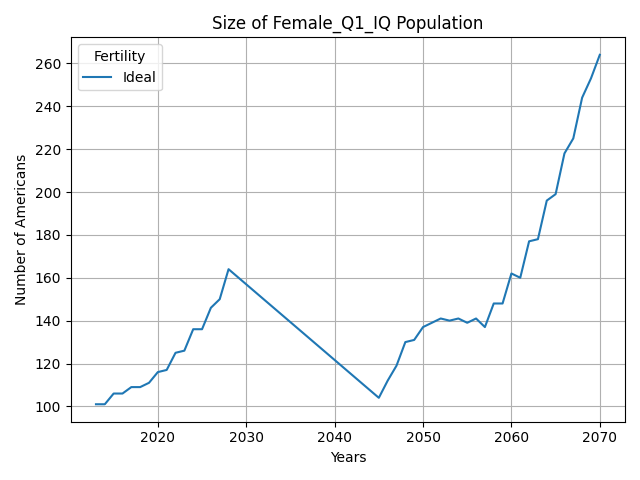 Size of Female_Q1_IQ Population
Fertility
Ideal
260
240
220
200
180
160
140
120
100
Number of Americans
2020 2030 2040 2050 2060 2070
Years